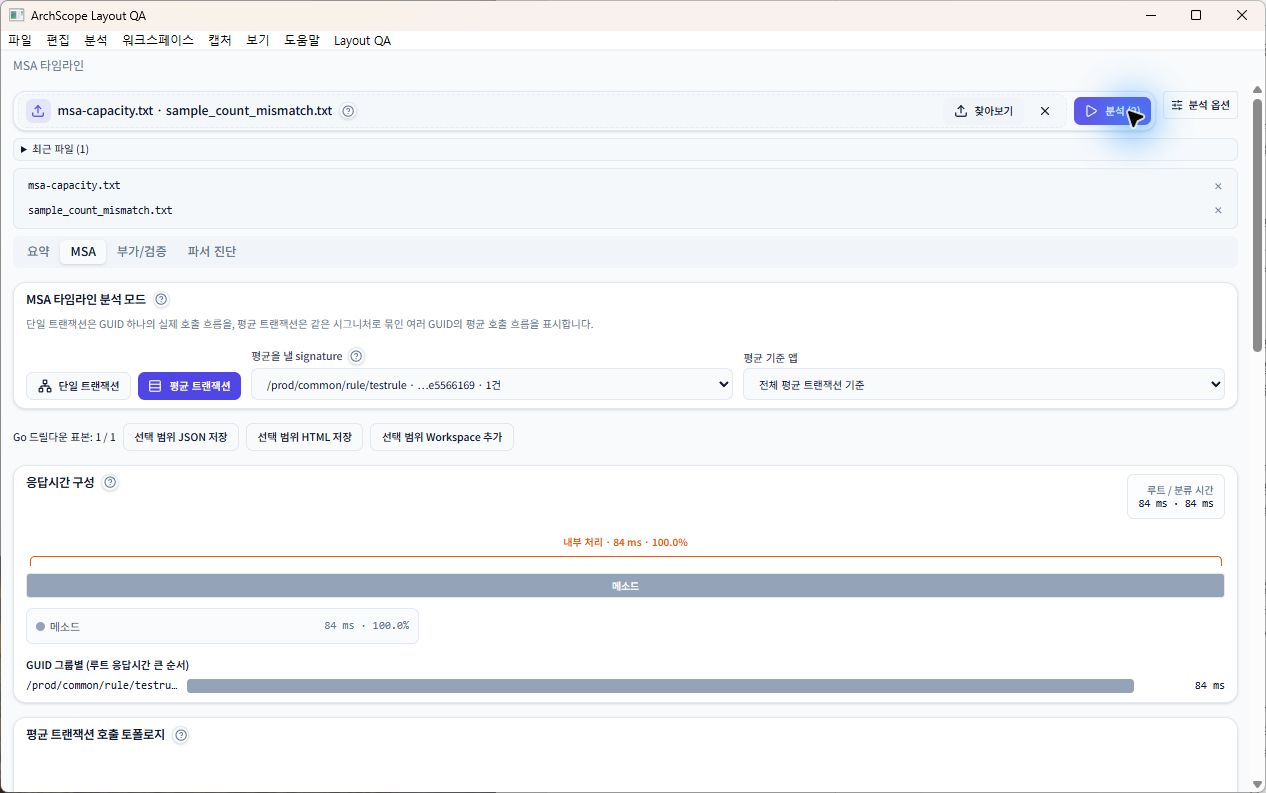 ArchScope Layout QA
파일 편집 분석 워크스페이스 캡처 보기 도움말 Layout QA
MSA 타임라인
msa-capacity.txt · sample_count_mismatch.txt
찾아보기
분석
분석 옵션
▶ 최근 파일 (1)
msa-capacity.txt
sample_count_mismatch.txt
요약 MSA 부가/검증 파서 진단
MSA 타임라인 분석 모드
단일 트랜잭션은 GUID 하나의 실제 호출 흐름을, 평균 트랜잭션은 같은 시그니처로 묶인 여러 GUID의 평균 호출 흐름을 표시합니다.
평균을 낼 signature
평균 기준 앱
단일 트랜잭션 평균 트랜잭션 /prod/common/rule/testrule · …e5566169 · 1건 전체 평균 트랜잭션 기준
Go 드릴다운 표본: 1 / 1 선택 범위 JSON 저장 선택 범위 HTML 저장 선택 범위 Workspace 추가
응답시간 구성
루트 / 분류 시간
84 ms · 84 ms
내부 처리 · 84 ms · 100.0%
메소드
메소드 84 ms · 100.0%
GUID 그룹별 (루트 응답시간 큰 순서)
/prod/common/rule/testru… 84 ms
평균 트랜잭션 호출 토폴로지